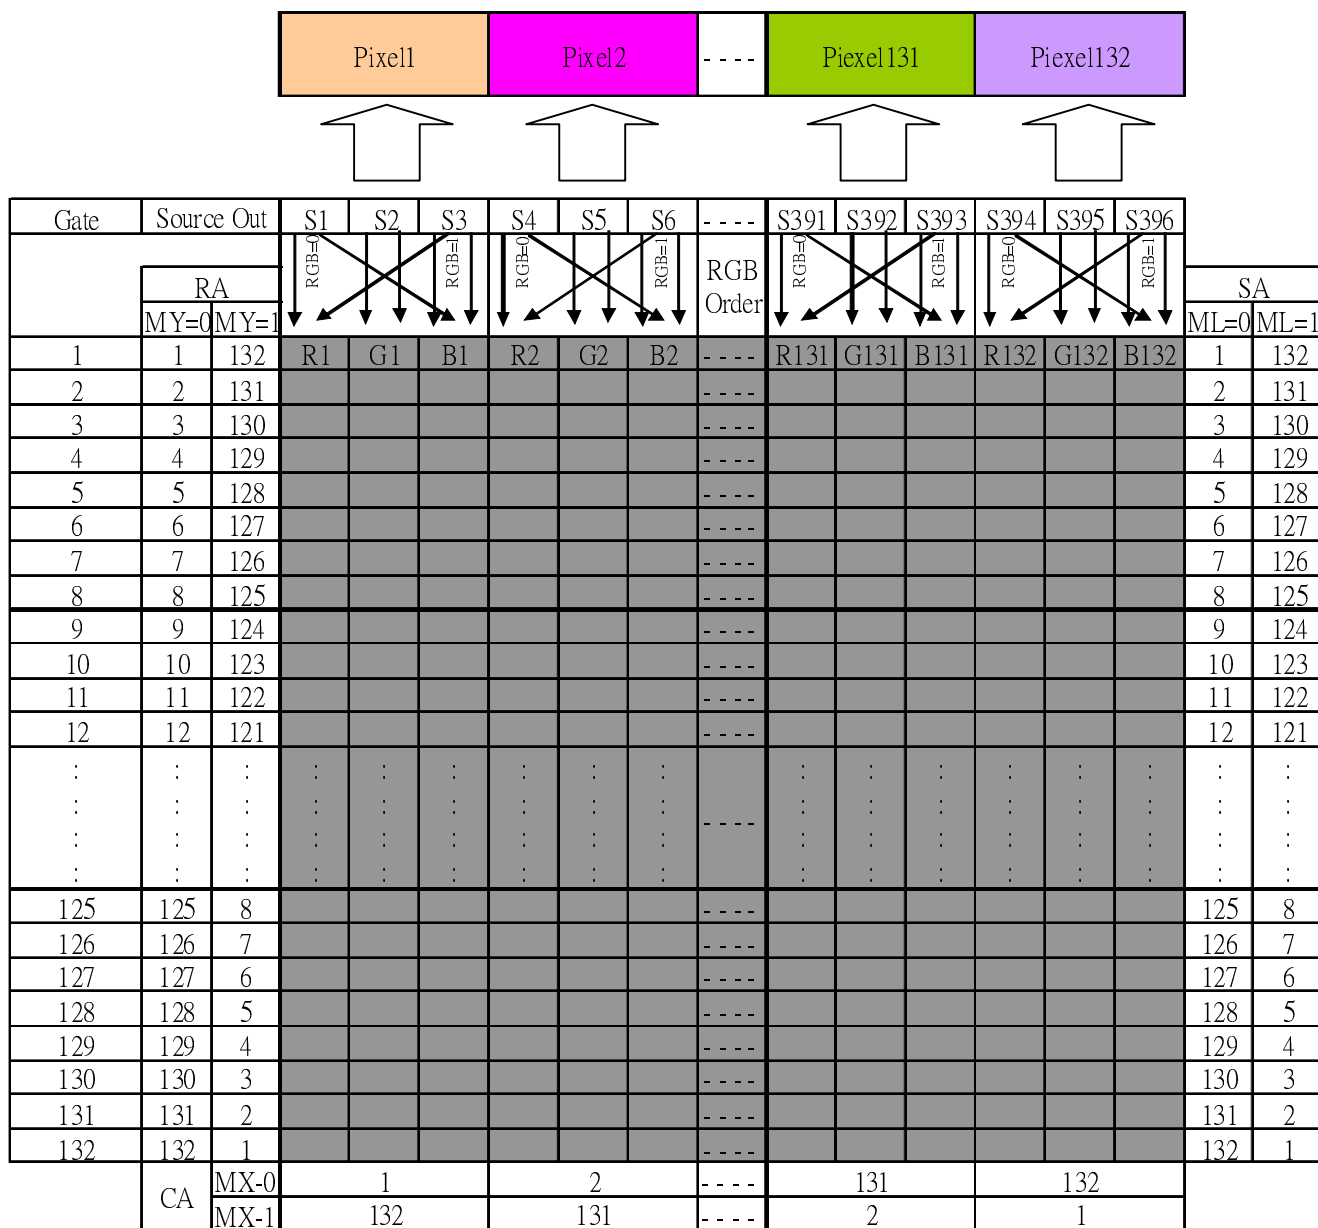 Pixel1 Pixel2 - - - - Piexel131 Piexel132
Gate Source Out S1 S2 S3 S4 S5 S6 - - - - S391 S392 S393 S394 S395 S396
RGB=0 RGB=1 RGB=0 RGB=1 RGB=0 RGB=1 RGB=0 RGB=1
RA RGB Order SA
MY=0 MY=1 ML=0 ML=1
1 1 132 R1 G1 B1 R2 G2 B2 - - - - R131 G131 B131 R132 G132 B132 1 132
2 2 131 - - - - 2 131
3 3 130 - - - - 3 130
4 4 129 - - - - 4 129
5 5 128 - - - - 5 128
6 6 127 - - - - 6 127
7 7 126 - - - - 7 126
8 8 125 - - - - 8 125
9 9 124 - - - - 9 124
10 10 123 - - - - 10 123
11 11 122 - - - - 11 122
12 12 121 - - - - 12 121
: : : : : : : : : : : : : : : : :
: : : : : : : : : : : : : : : : :
- - - -
: : : : : : : : : : : : : : : : :
: : : : : : : : : : : : : : : : :
125 125 8 - - - - 125 8
126 126 7 - - - - 126 7
127 127 6 - - - - 127 6
128 128 5 - - - - 128 5
129 129 4 - - - - 129 4
130 130 3 - - - - 130 3
131 131 2 - - - - 131 2
132 132 1 - - - - 132 1
CA MX-0 1 2 - - - - 131 132
MX-1 132 131 - - - - 2 1